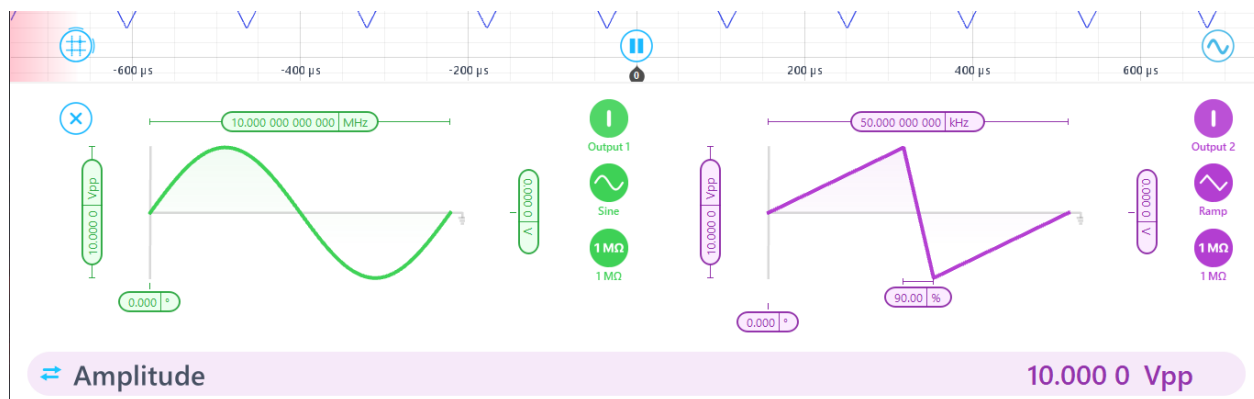 -600 µs
-400 µs
-200 µs
0
200 µs
400 µs
600 µs
10.000 000 000 000 MHz
Output 1
50.000 000 000 kHz
Output 2
10.000 0 Vpp
0.000 0 V
Sine
10.000 0 Vpp
0.000 0 V
Ramp
1 MΩ
1 MΩ
1 MΩ
1 MΩ
0.000 °
90.00 %
0.000 °
Amplitude
10.000 0 Vpp